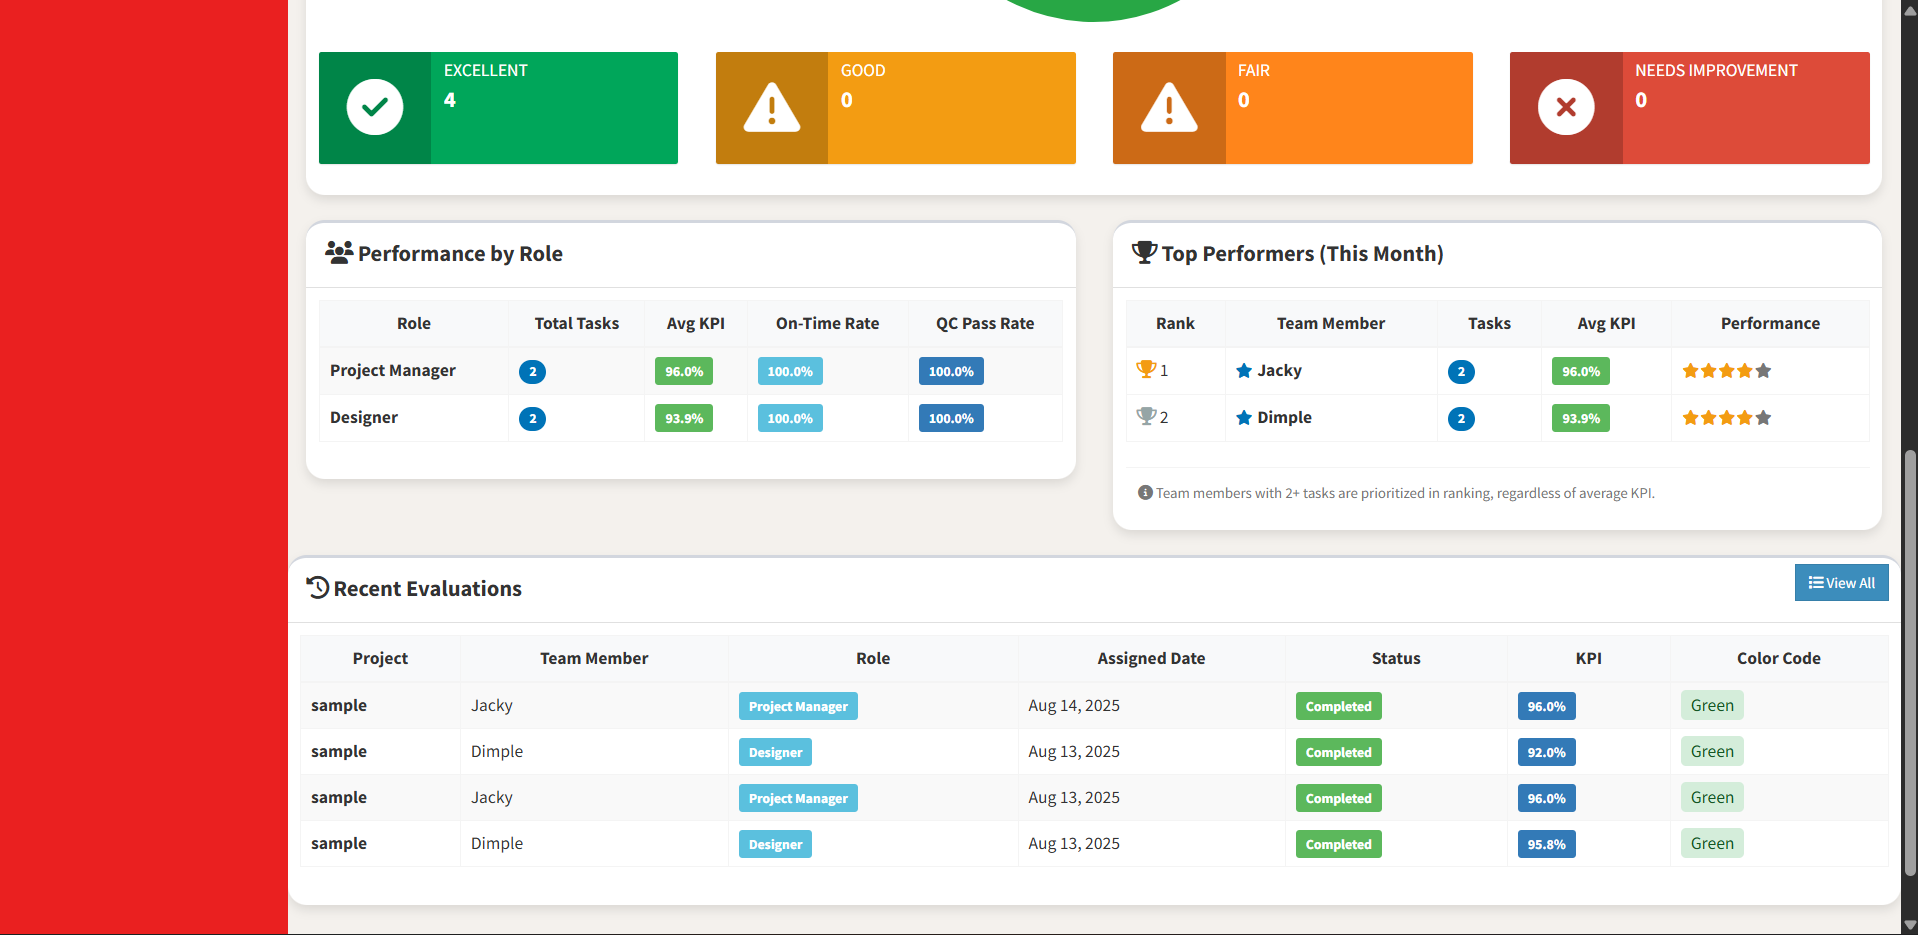 EXCELLENT
4
GOOD
0
FAIR
0
NEEDS IMPROVEMENT
0
Performance by Role
Role Total Tasks Avg KPI On-Time Rate QC Pass Rate
Project Manager 2 96.0% 100.0% 100.0%
Designer 2 93.9% 100.0% 100.0%
Top Performers (This Month)
Rank Team Member Tasks Avg KPI Performance
1 Jacky 2 96.0%
2 Dimple 2 93.9%
Team members with 2+ tasks are prioritized in ranking, regardless of average KPI.
Recent Evaluations
View All
Project Team Member Role Assigned Date Status KPI Color Code
sample Jacky Project Manager Aug 14, 2025 Completed 96.0% Green
sample Dimple Designer Aug 13, 2025 Completed 92.0% Green
sample Jacky Project Manager Aug 13, 2025 Completed 96.0% Green
sample Dimple Designer Aug 13, 2025 Completed 95.8% Green